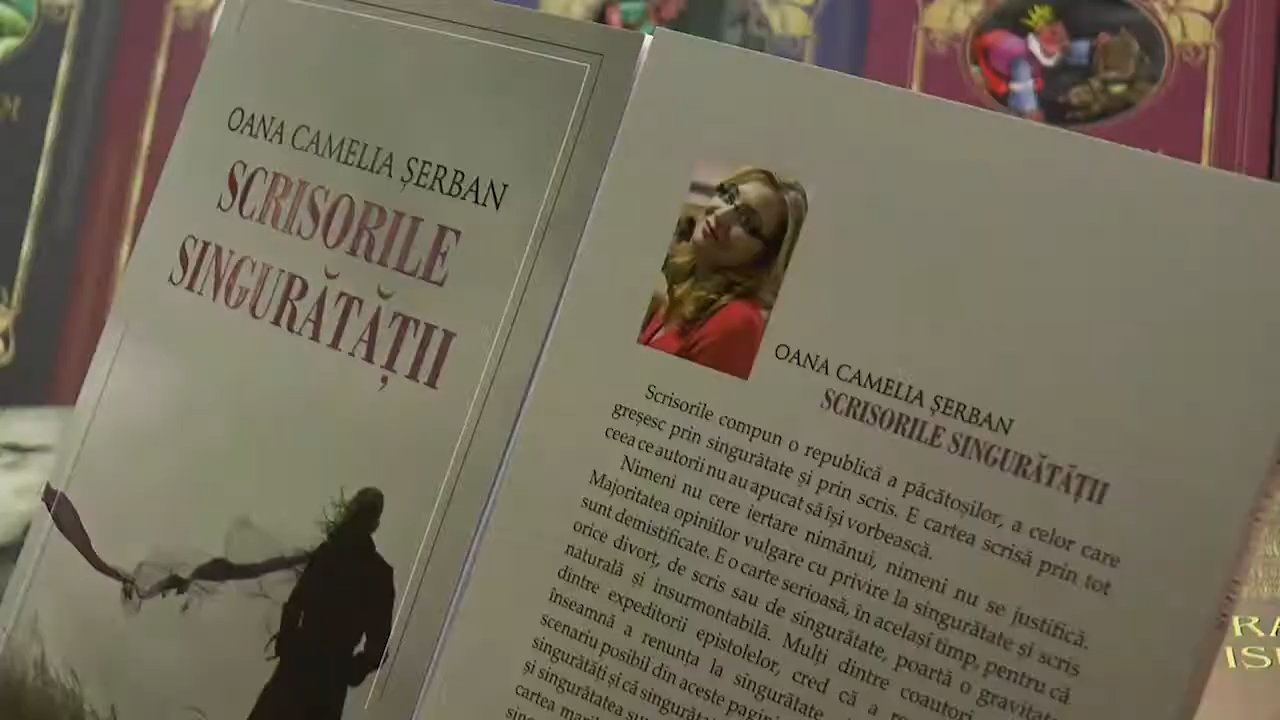 OANA CAMELIA ȘERBAN
SCRISORILE
SINGURĂTĂȚII
OANA CAMELIA ȘERBAN
SCRISORILE SINGURĂTĂȚII
Scrisorile compun o republică a păcătoșilor, a celor care
greșesc prin singurătate și prin scris. E cartea scrisă prin tot
ceea ce autorii nu au apucat să își vorbească.
Nimeni nu cere iertare nimănui, nimeni nu se justifică.
Majoritatea opiniilor vulgare cu privire la singurătate și scris
sunt demistificate. E o carte serioasă, în același timp, pentru că
orice divorț, de scris sau de singurătate, poartă o gravitate
naturală și insurmontabilă. Mulți dintre coautori,
dintre expeditorii epistolelor, cred că a
înseamnă a renunța la singurătate
scenariu posibil din aceste pagini
singurătăți și că
și singurătatea
cartea